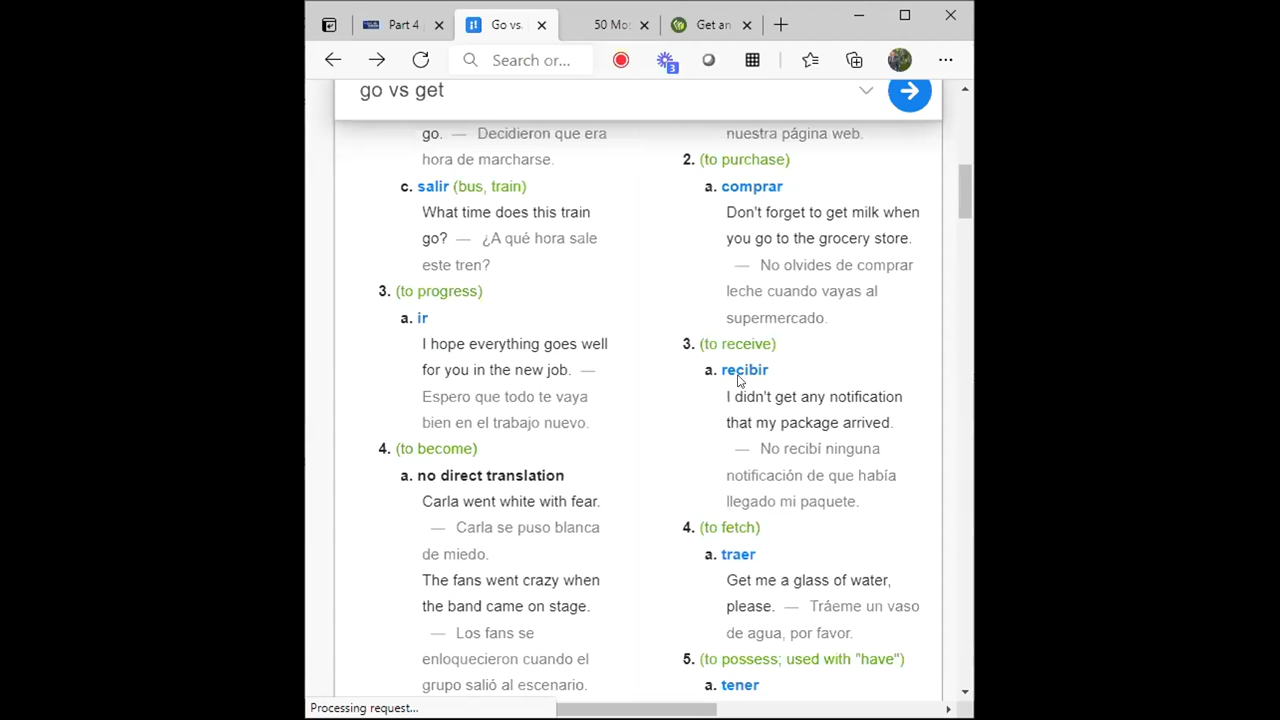 Part 4
Go vs.
50 Mo
Get an
Search or...
3
go vs get
go. — Decidieron que era
hora de marcharse.
c. salir (bus, train)
What time does this train
go? — ¿A qué hora sale
este tren?
3. (to progress)
a. ir
I hope everything goes well
for you in the new job. —
Espero que todo te vaya
bien en el trabajo nuevo.
4. (to become)
a. no direct translation
Carla went white with fear.
— Carla se puso blanca
de miedo.
The fans went crazy when
the band came on stage.
— Los fans se
enloquecieron cuando el
grupo salió al escenario.
nuestra página web.
2. (to purchase)
a. comprar
Don't forget to get milk when
you go to the grocery store.
— No olvides de comprar
leche cuando vayas al
supermercado.
3. (to receive)
a. recibir
I didn't get any notification
that my package arrived.
— No recibí ninguna
notificación de que había
llegado mi paquete.
4. (to fetch)
a. traer
Get me a glass of water,
please. — Tráeme un vaso
de agua, por favor.
5. (to possess; used with "have")
a. tener
Processing request...